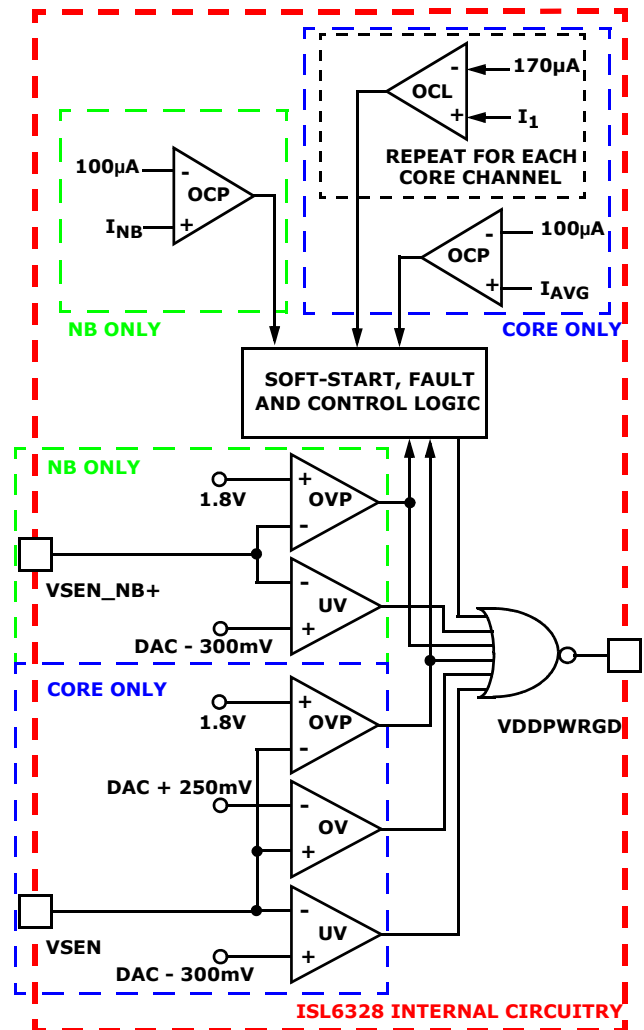 -
170µA
OCL
+
I1
REPEAT FOR EACH
CORE CHANNEL
100µA
-
OCP
INB
+
-
100µA
OCP
+
IAVG
NB ONLY
CORE ONLY
SOFT-START, FAULT
AND CONTROL LOGIC
NB ONLY
+
1.8V
OVP
-
VSEN_NB+
-
UV
+
DAC - 300mV
CORE ONLY
+
1.8V
OVP
-
VDDPWRGD
DAC + 250mV
-
OV
+
-
VSEN
UV
+
DAC - 300mV
ISL6328 INTERNAL CIRCUITRY